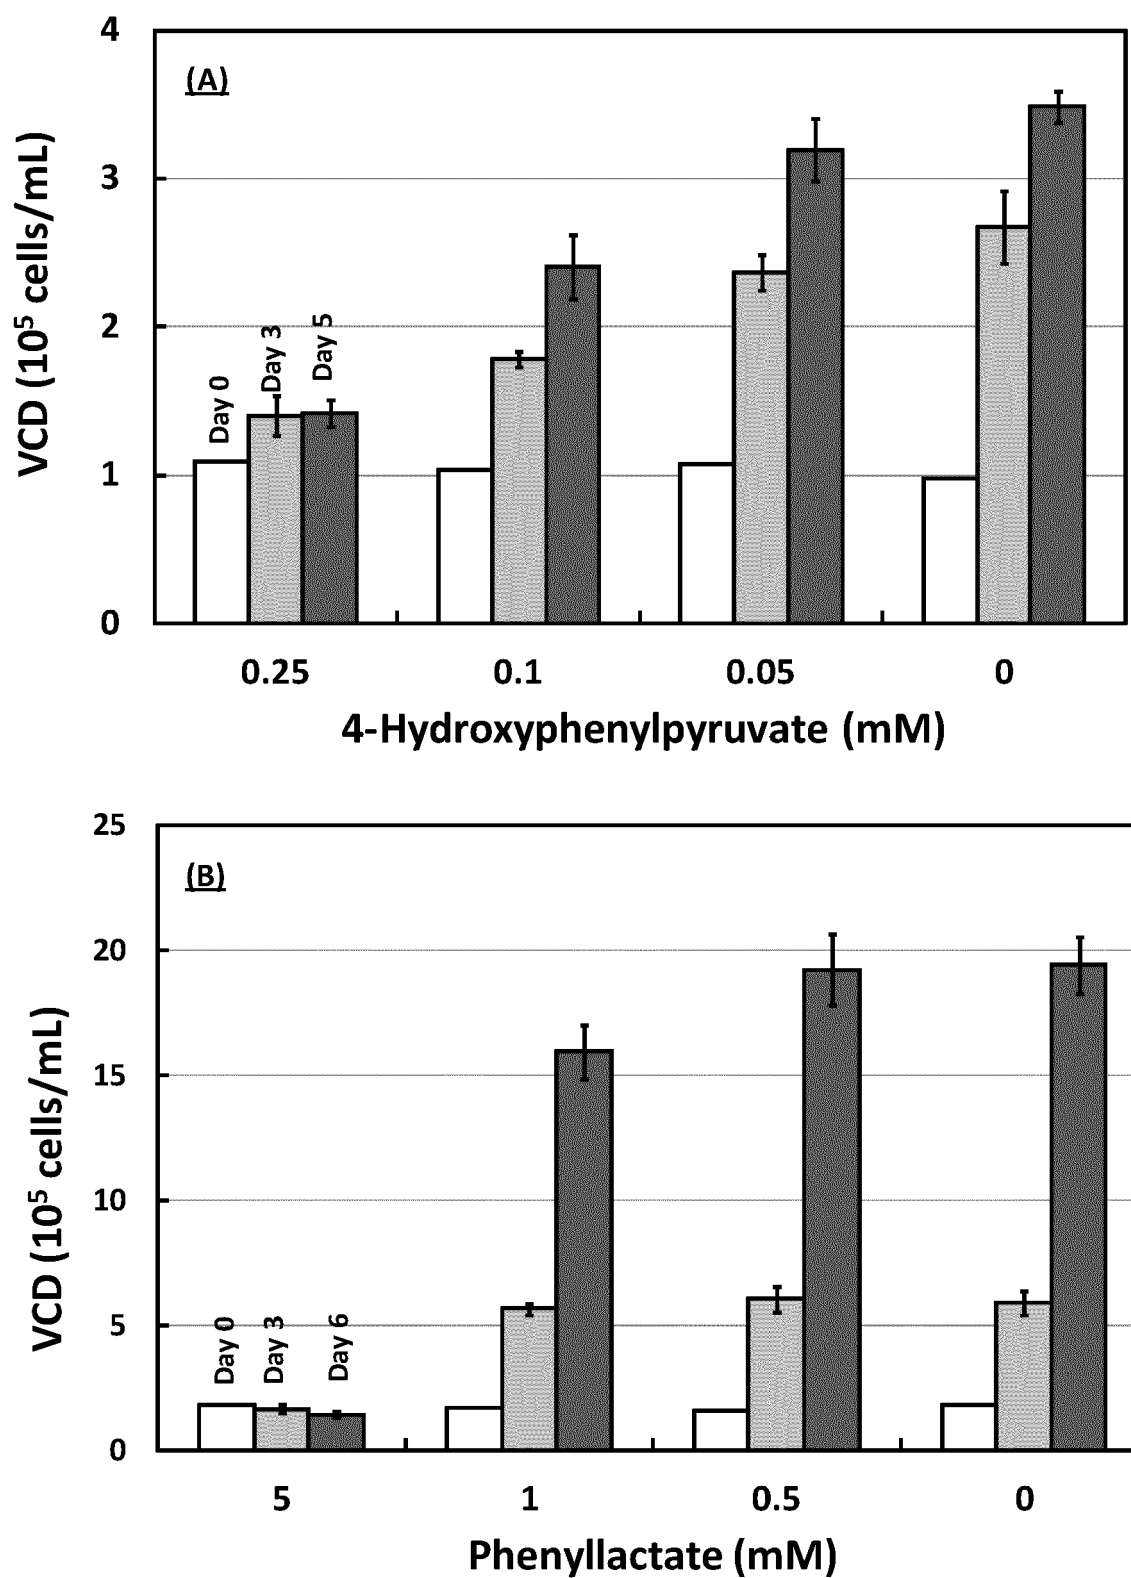 (A)
VCD (10⁵ cells/mL)
4
3
2
1
0
Day 0
Day 3
Day 5
0.25 0.1 0.05 0
4-Hydroxyphenylpyruvate (mM)
(B)
VCD (10⁵ cells/mL)
25
20
15
10
5
0
Day 0
Day 3
Day 6
5 1 0.5 0
Phenyllactate (mM)